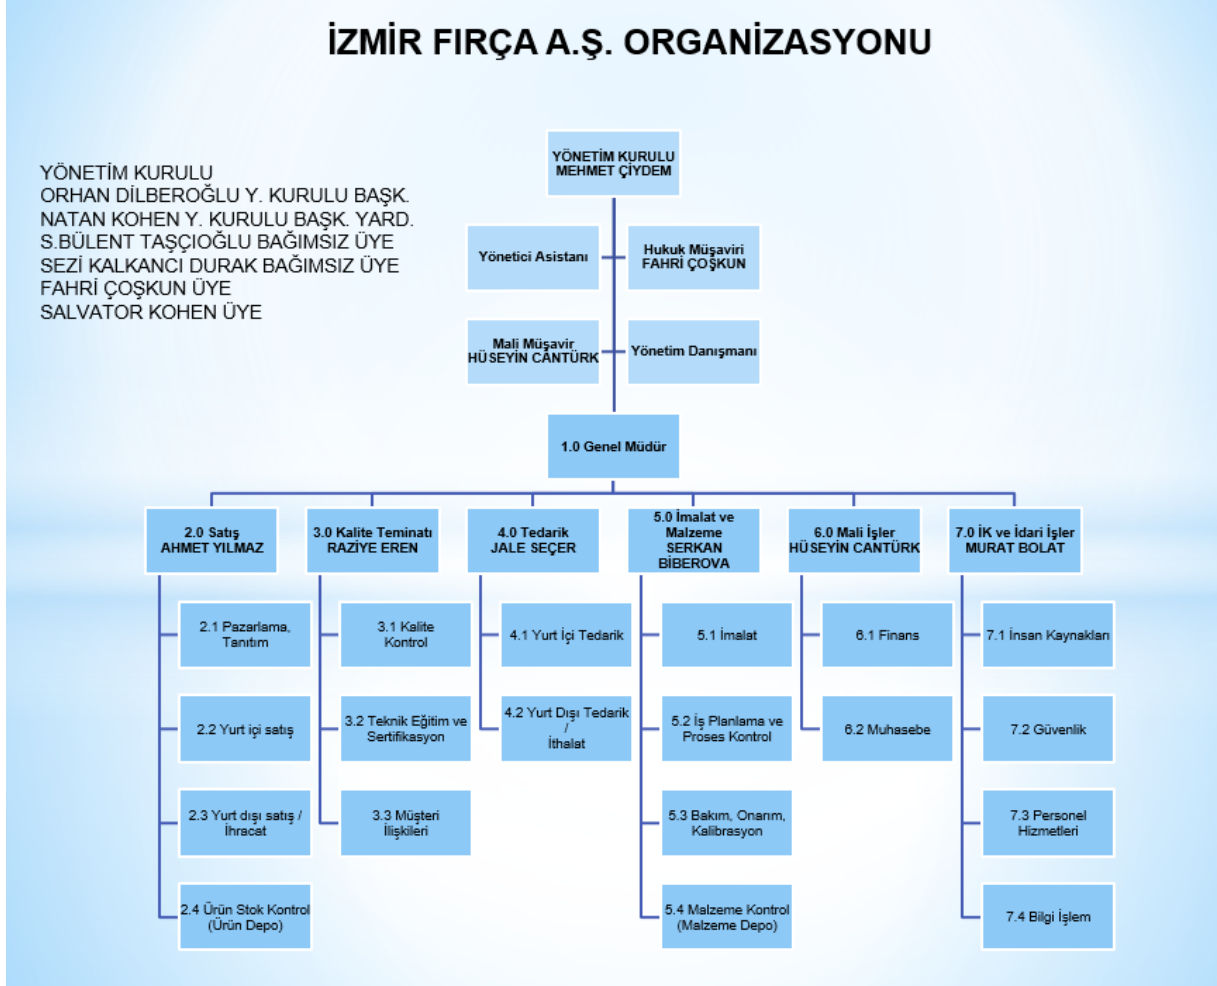 İZMİR FIRÇA A.Ş. ORGANİZASYONU
YÖNETİM KURULU
ORHAN DİLBEROĞLU Y. KURULU BAŞK.
NATAN KOHEN Y. KURULU BAŞK. YARD.
S.BÜLENT TAŞÇIOĞLU BAĞIMSIZ ÜYE
SEZİ KALKANCI DURAK BAĞIMSIZ ÜYE
FAHRİ ÇOŞKUN ÜYE
SALVATOR KOHEN ÜYE
YÖNETİM KURULU
MEHMET ÇİYDEM
Yönetici Asistanı
Hukuk Müşaviri
FAHRİ ÇOŞKUN
Mali Müşavir
HÜSEYİN CANTÜRK
Yönetim Danışmanı
1.0 Genel Müdür
2.0 Satış
AHMET YILMAZ
3.0 Kalite Teminatı
RAZİYE EREN
4.0 Tedarik
JALE SEÇER
5.0 İmalat ve
Malzeme
SERKAN
BİBEROVA
6.0 Mali İşler
HÜSEYİN CANTÜRK
7.0 İK ve İdari İşler
MURAT BOLAT
2.1 Pazarlama,
Tanıtım
2.2 Yurt içi satış
2.3 Yurt dışı satış /
İhracat
2.4 Ürün Stok Kontrol
(Ürün Depo)
3.1 Kalite
Kontrol
3.2 Teknik Eğitim ve
Sertifikasyon
3.3 Müşteri
İlişkileri
4.1 Yurt İçi Tedarik
4.2 Yurt Dışı Tedarik
/
İthalat
5.1 İmalat
5.2 İş Planlama ve
Proses Kontrol
5.3 Bakım, Onarım,
Kalibrasyon
5.4 Malzeme Kontrol
(Malzeme Depo)
6.1 Finans
6.2 Muhasebe
7.1 İnsan Kaynakları
7.2 Güvenlik
7.3 Personel
Hizmetleri
7.4 Bilgi İşlem